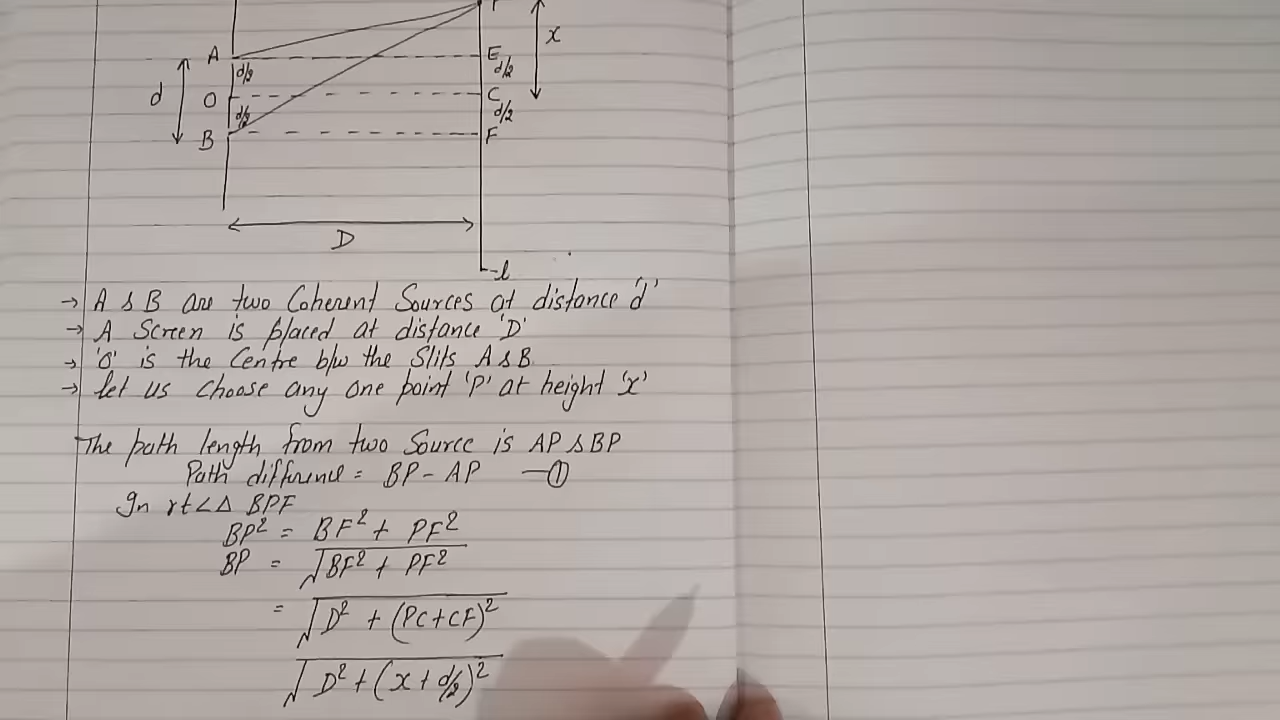 P
x
A
E
d/2
d/2
d
O
C
d/2
d/2
B
F
D
-l
→ A & B are two Coherent Sources at distance 'd'
→ A Screen is placed at distance 'D'
→ 'O' is the Centre b/w the Slits A & B
→ let us choose any one point 'P' at height 'x'
The path length from two Source is AP & BP
Path difference = BP - AP —①
In rt∠Δ BPF
BP² = BF² + PF²
BP = √BF² + PF²
= √D² + (PC+CF)²
√D² + (x + d/2)²